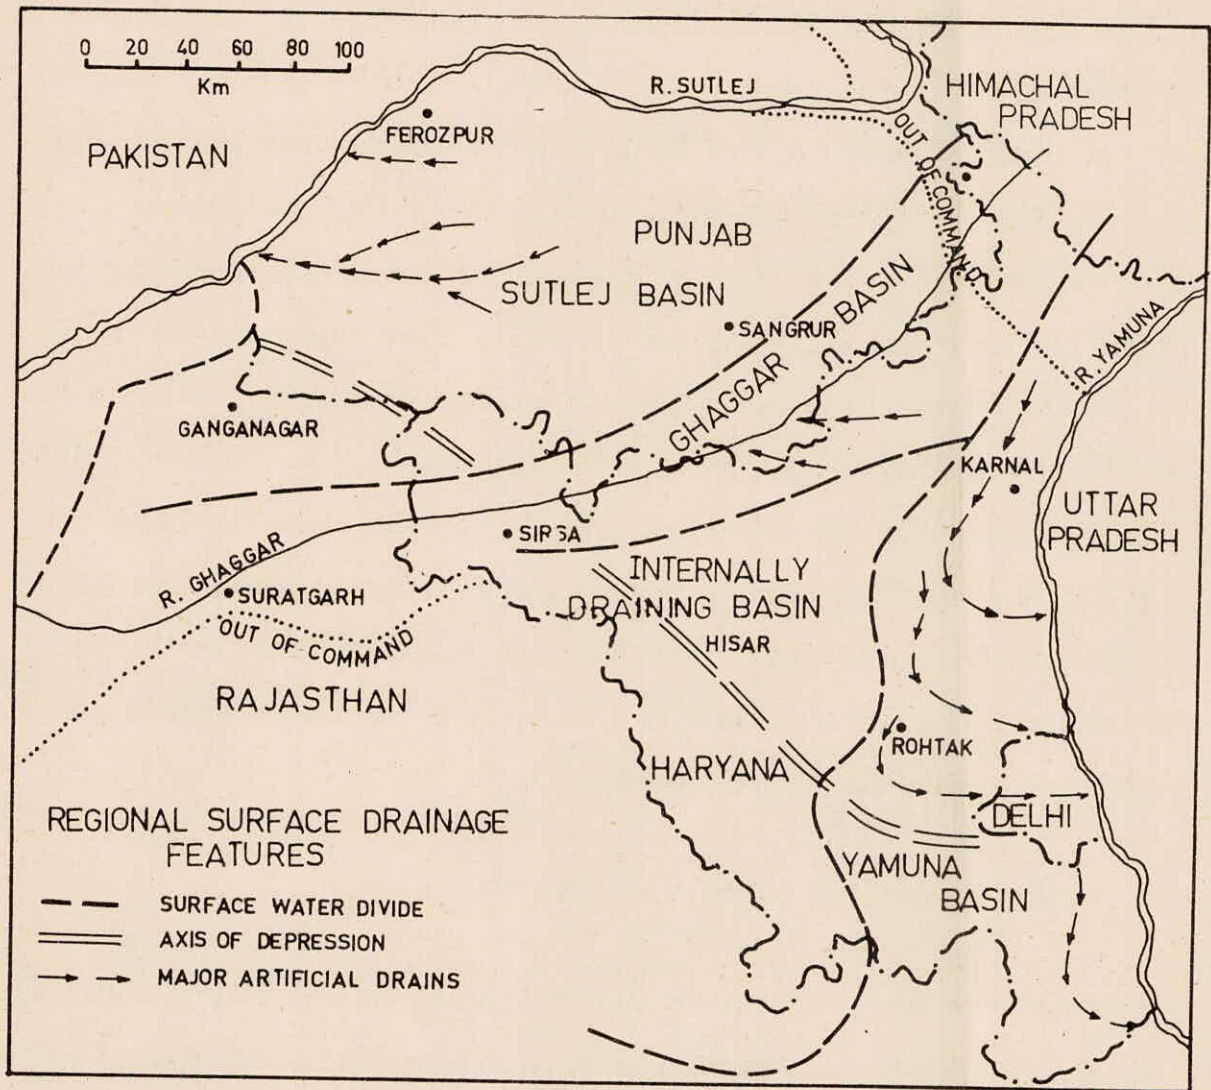 0 20 40 60 80 100
Km
R. SUTLEJ
HIMACHAL
PRADESH
FEROZPUR
PAKISTAN
OUT OF COMMAND
PUNJAB
SUTLEJ BASIN
SANGRUR
GHAGGAR BASIN
R. YAMUNA
GANGANAGAR
KARNAL
UTTAR
PRADESH
SIRSA
R. GHAGGAR
SURATGARH
INTERNALLY
DRAINING BASIN
OUT OF COMMAND
HISAR
RAJASTHAN
ROHTAK
HARYANA
DELHI
YAMUNA
BASIN
REGIONAL SURFACE DRAINAGE
FEATURES
SURFACE WATER DIVIDE
AXIS OF DEPRESSION
MAJOR ARTIFICIAL DRAINS